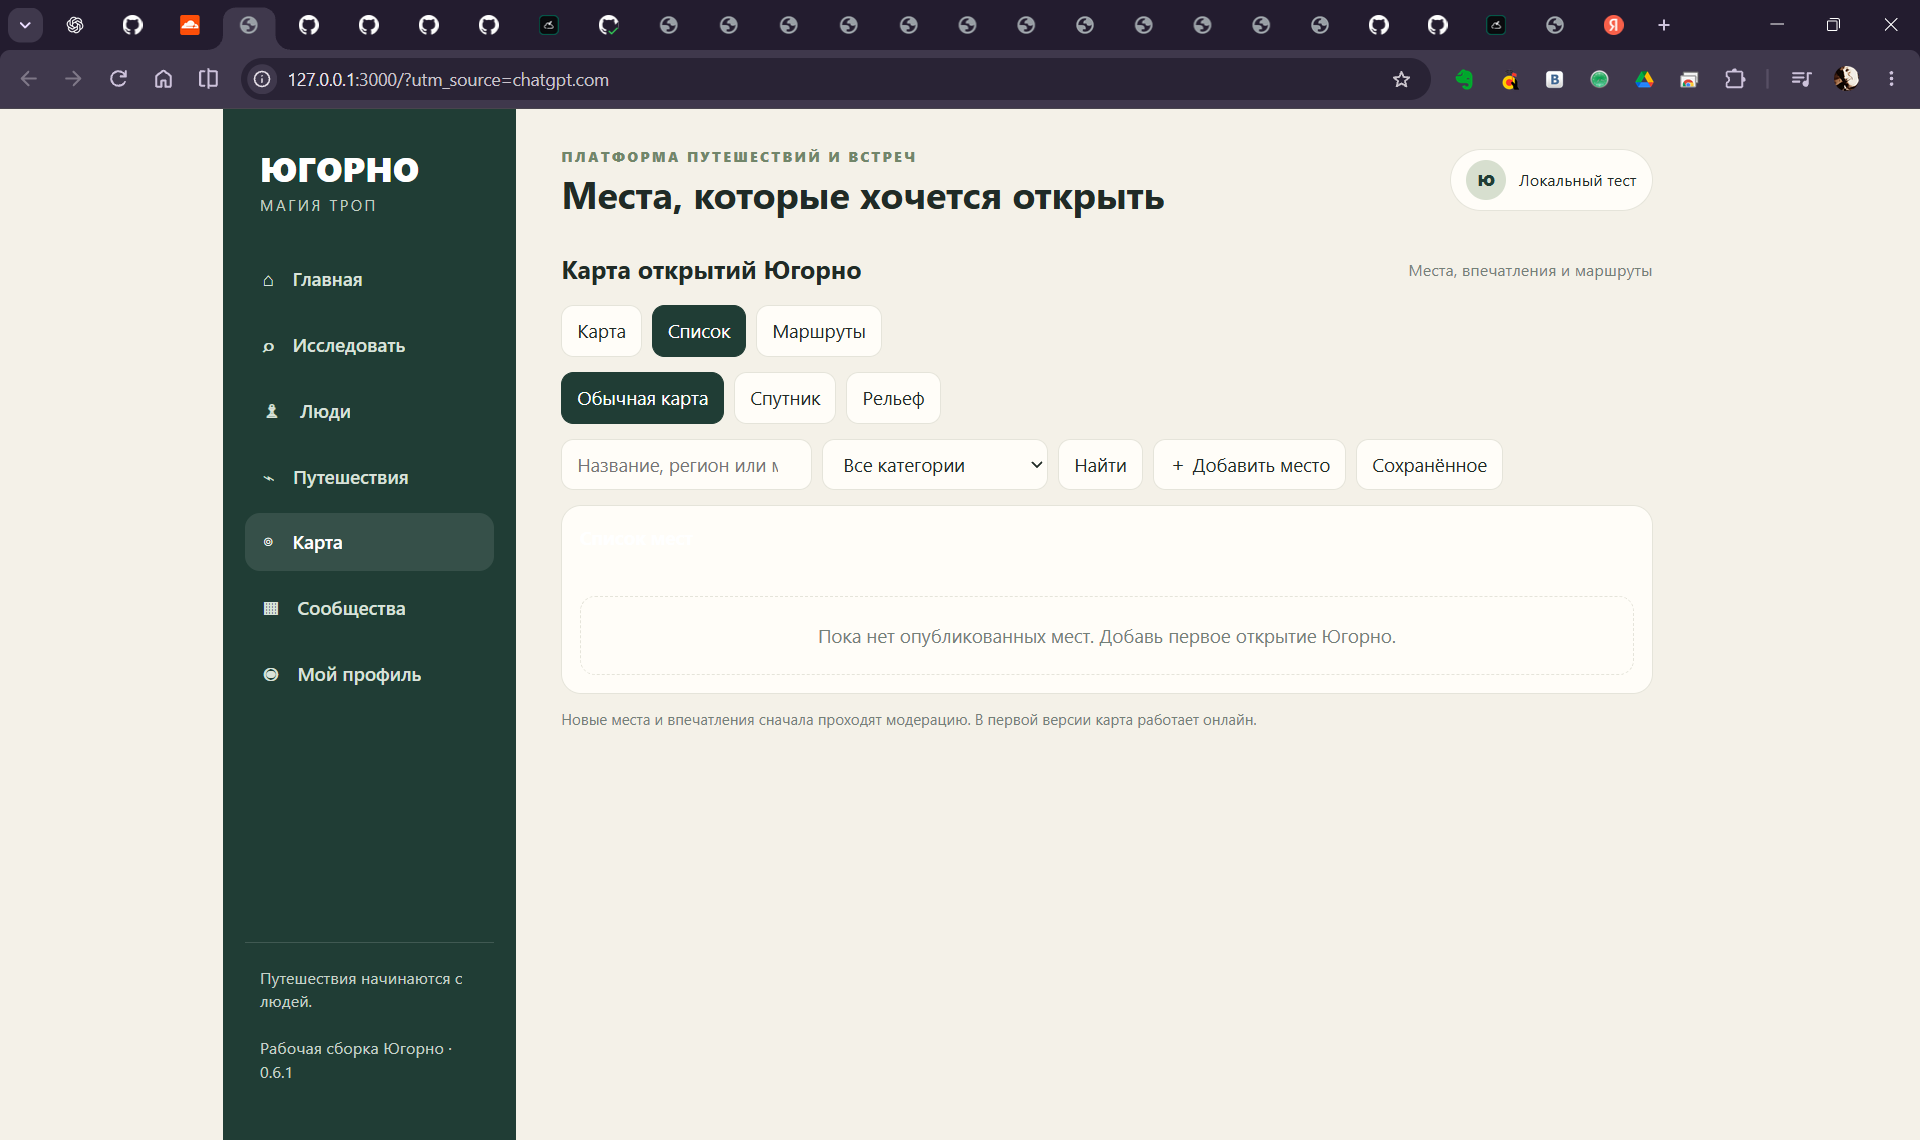 127.0.0.1:3000/?utm_source=chatgpt.com
ЮГОРНО
МАГИЯ ТРОП
Главная
Исследовать
Люди
Путешествия
Карта
Сообщества
Мой профиль
Путешествия начинаются с
людей.
Рабочая сборка Югорно ·
0.6.1
ПЛАТФОРМА ПУТЕШЕСТВИЙ И ВСТРЕЧ
Места, которые хочется открыть
Ю Локальный тест
Карта открытий Югорно
Места, впечатления и маршруты
Карта Список Маршруты
Обычная карта Спутник Рельеф
Название, регион или Все категории Найти + Добавить место Сохранённое
Пока нет опубликованных мест. Добавь первое открытие Югорно.
Новые места и впечатления сначала проходят модерацию. В первой версии карта работает онлайн.